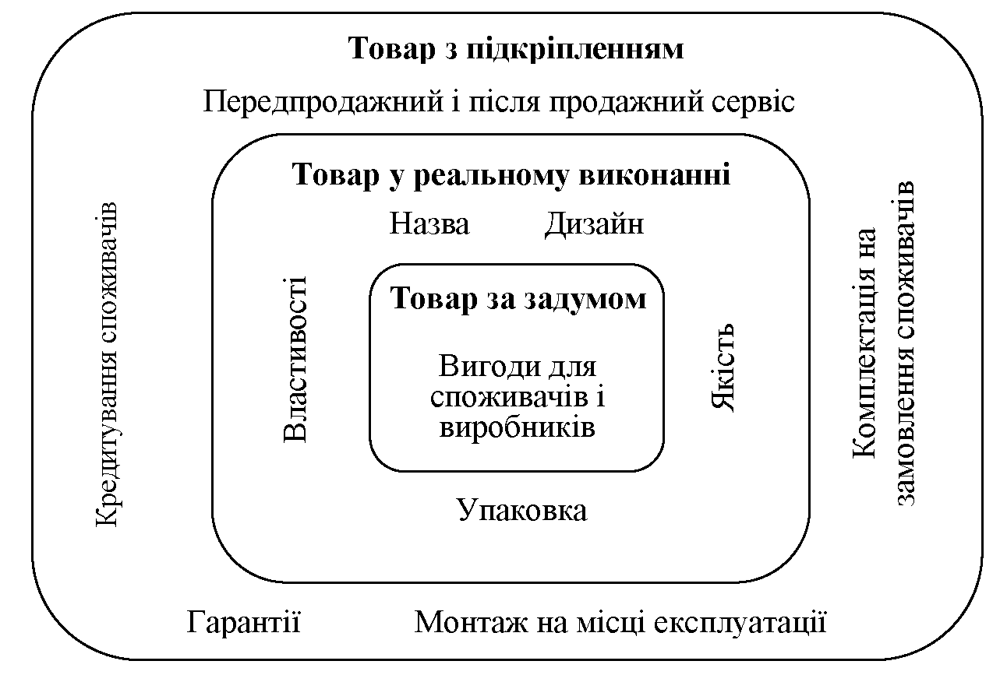 Товар з підкріпленням
Передпродажний і після продажний сервіс
Товар у реальному виконанні
Назва
Дизайн
Кредитування споживачів
Властивості
Товар за задумом
Вигоди для
споживачів і
виробників
Якість
Комплектація на
замовлення споживачів
Упаковка
Гарантії
Монтаж на місці експлуатації